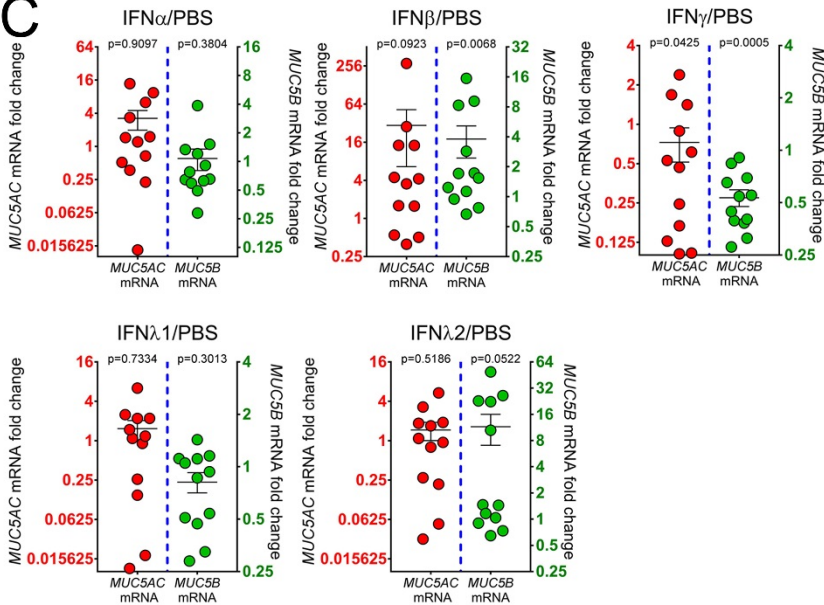 C
IFNα/PBS
p=0.9097
p=0.3804
MUC5AC mRNA fold change
64
16
4
1
0.25
0.0625
0.015625
16
8
4
2
1
0.5
0.25
0.125
MUC5B mRNA fold change
MUC5AC
mRNA
MUC5B
mRNA
IFNβ/PBS
p=0.0923
p=0.0068
MUC5AC mRNA fold change
256
64
16
4
1
0.25
32
16
8
4
2
1
0.5
0.25
MUC5B mRNA fold change
MUC5AC
mRNA
MUC5B
mRNA
IFNγ/PBS
p=0.0425
p=0.0005
MUC5AC mRNA fold change
4
2
1
0.5
0.25
0.125
4
2
1
0.5
0.25
MUC5B mRNA fold change
MUC5AC
mRNA
MUC5B
mRNA
IFNλ1/PBS
p=0.7334
p=0.3013
MUC5AC mRNA fold change
16
4
1
0.25
0.0625
0.015625
4
2
1
0.5
0.25
MUC5B mRNA fold change
MUC5AC
mRNA
MUC5B
mRNA
IFNλ2/PBS
p=0.5186
p=0.0522
MUC5AC mRNA fold change
16
4
1
0.25
0.0625
0.015625
64
32
16
8
4
2
1
0.5
0.25
MUC5B mRNA fold change
MUC5AC
mRNA
MUC5B
mRNA